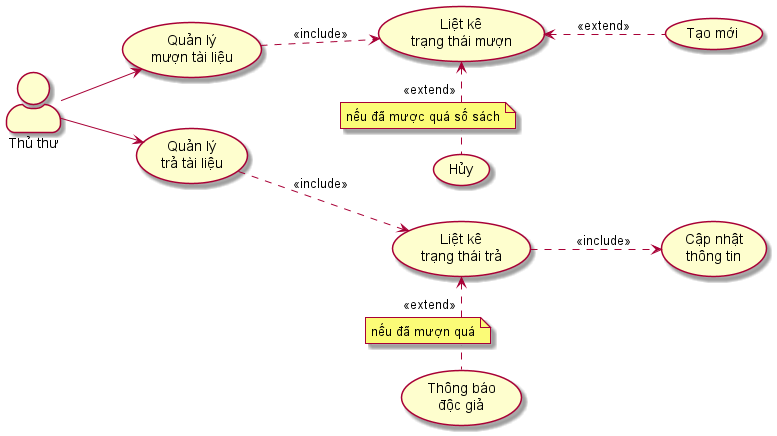 Quản lý
mượn tài liệu
«include»
Liệt kê
trạng thái mượn
«extend»
Tạo mới
«extend»
nếu đã mược quá số sách
Hủy
Thủ thư
Quản lý
trả tài liệu
«include»
Liệt kê
trạng thái trả
«include»
Cập nhật
thông tin
«extend»
nếu đã mượn quá
Thông báo
độc giả